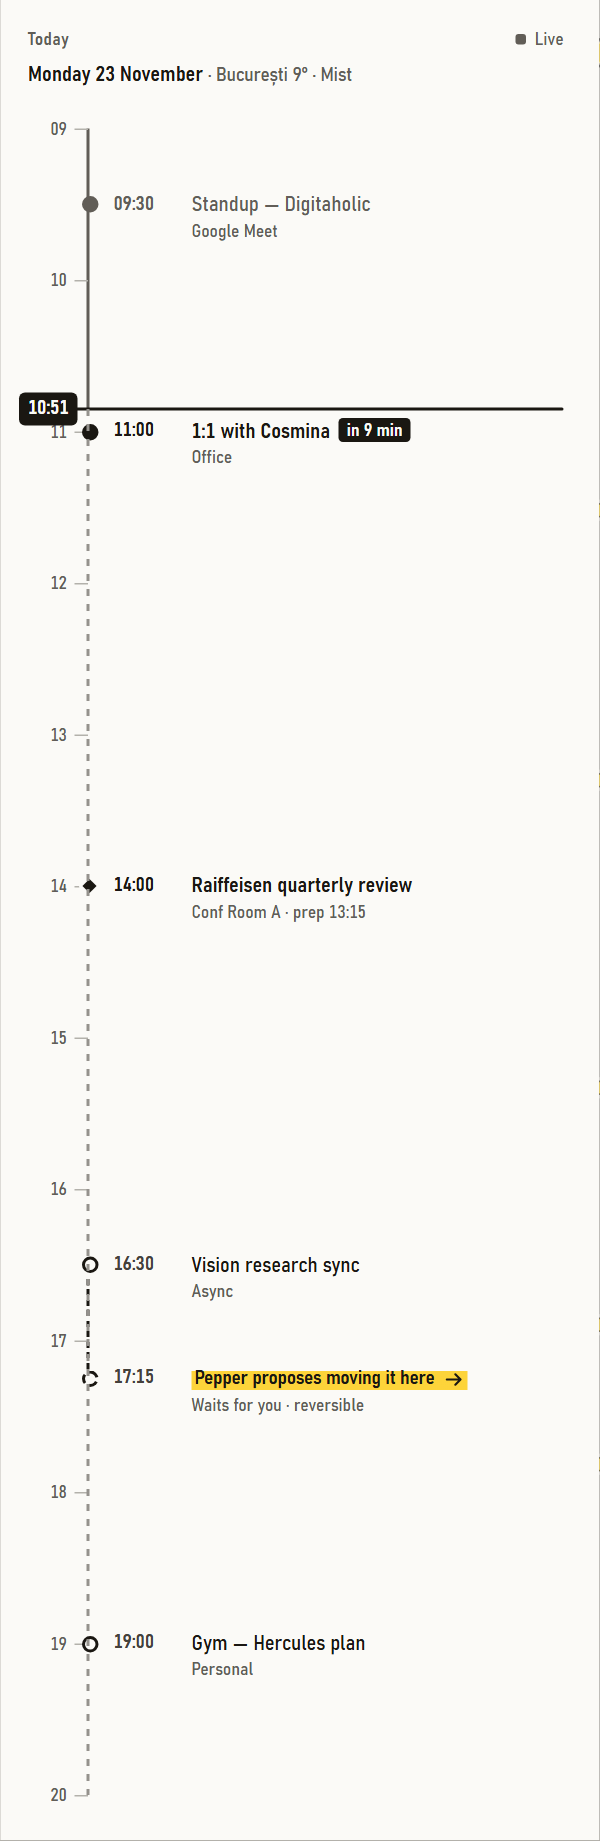 Today
Live
Monday 23 November · București 9° · Mist
09
09:30 Standup — Digitaholic
Google Meet
10
10:51
11 11:00 1:1 with Cosmina in 9 min
Office
12
13
14 14:00 Raiffeisen quarterly review
Conf Room A · prep 13:15
15
16
16:30 Vision research sync
Async
17
17:15 Pepper proposes moving it here →
Waits for you · reversible
18
19 19:00 Gym — Hercules plan
Personal
20